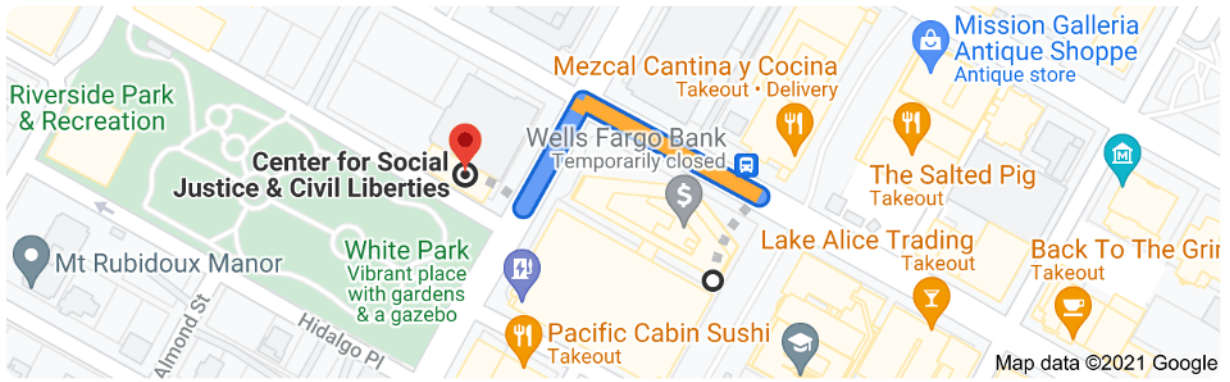 Mission Galleria
Antique Shoppe
Antique store
Mezcal Cantina y Cocina
Takeout • Delivery
Riverside Park
& Recreation
Wells Fargo Bank
Temporarily closed
Center for Social
Justice & Civil Liberties
The Salted Pig
Takeout
White Park
Vibrant place
with gardens
& a gazebo
Mt Rubidoux Manor
Lake Alice Trading
Takeout
Back To The Gri
Takeout
Almond St
Hidalgo Pl
Pacific Cabin Sushi
Takeout
Map data ©2021 Google